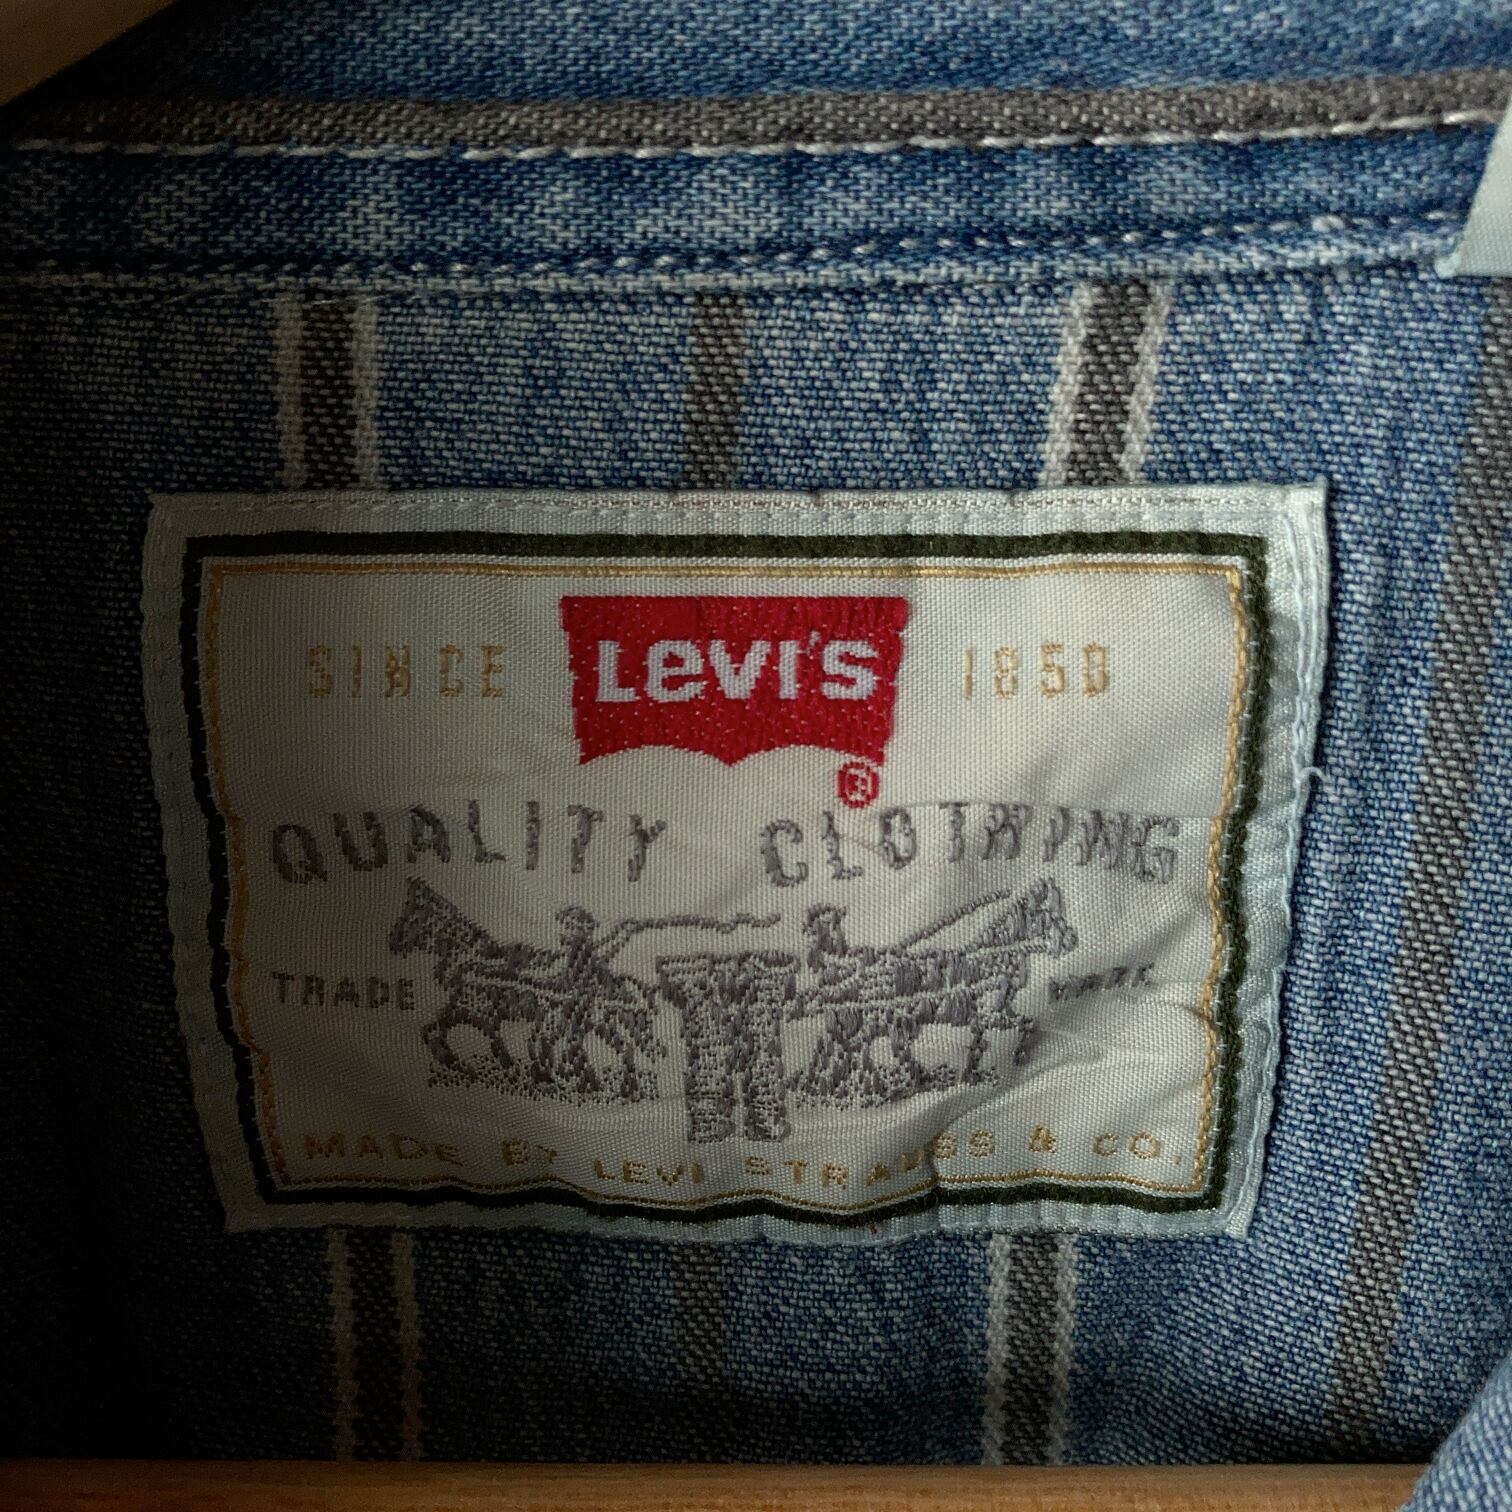 SINCE LEVI'S 1850
®
QUALITY CLOTHING
TRADE MARK
MADE BY LEVI STRAUSS & CO.